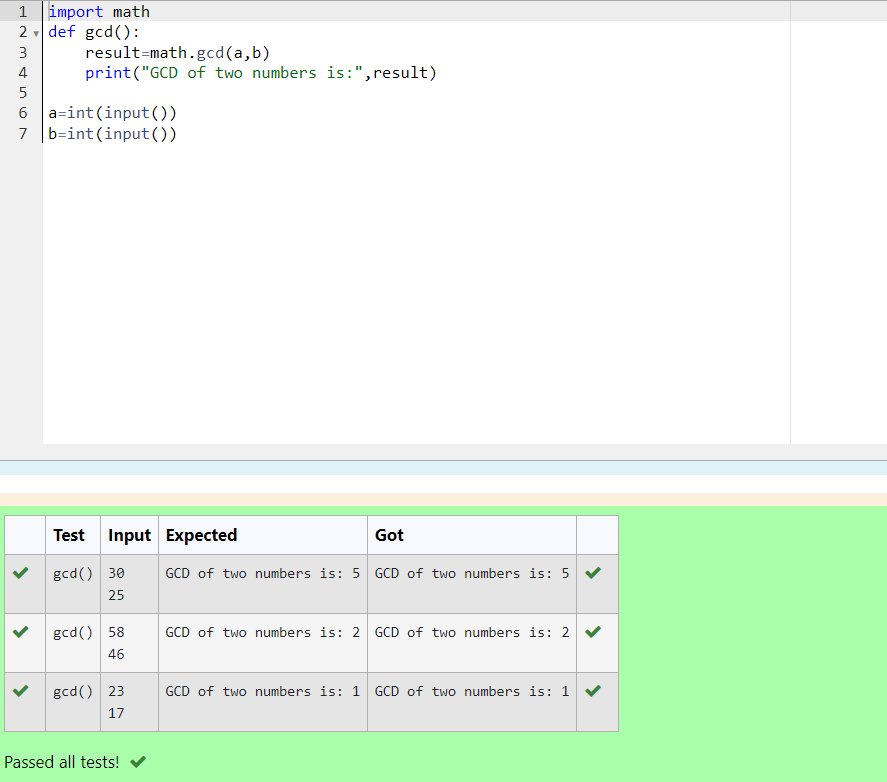 1 import math
2 def gcd():
3     result=math.gcd(a,b)
4     print("GCD of two numbers is:",result)
5
6 a=int(input())
7 b=int(input())
Test Input Expected Got
gcd() 30 GCD of two numbers is: 5 GCD of two numbers is: 5
25
gcd() 58 GCD of two numbers is: 2 GCD of two numbers is: 2
46
gcd() 23 GCD of two numbers is: 1 GCD of two numbers is: 1
17
Passed all tests!